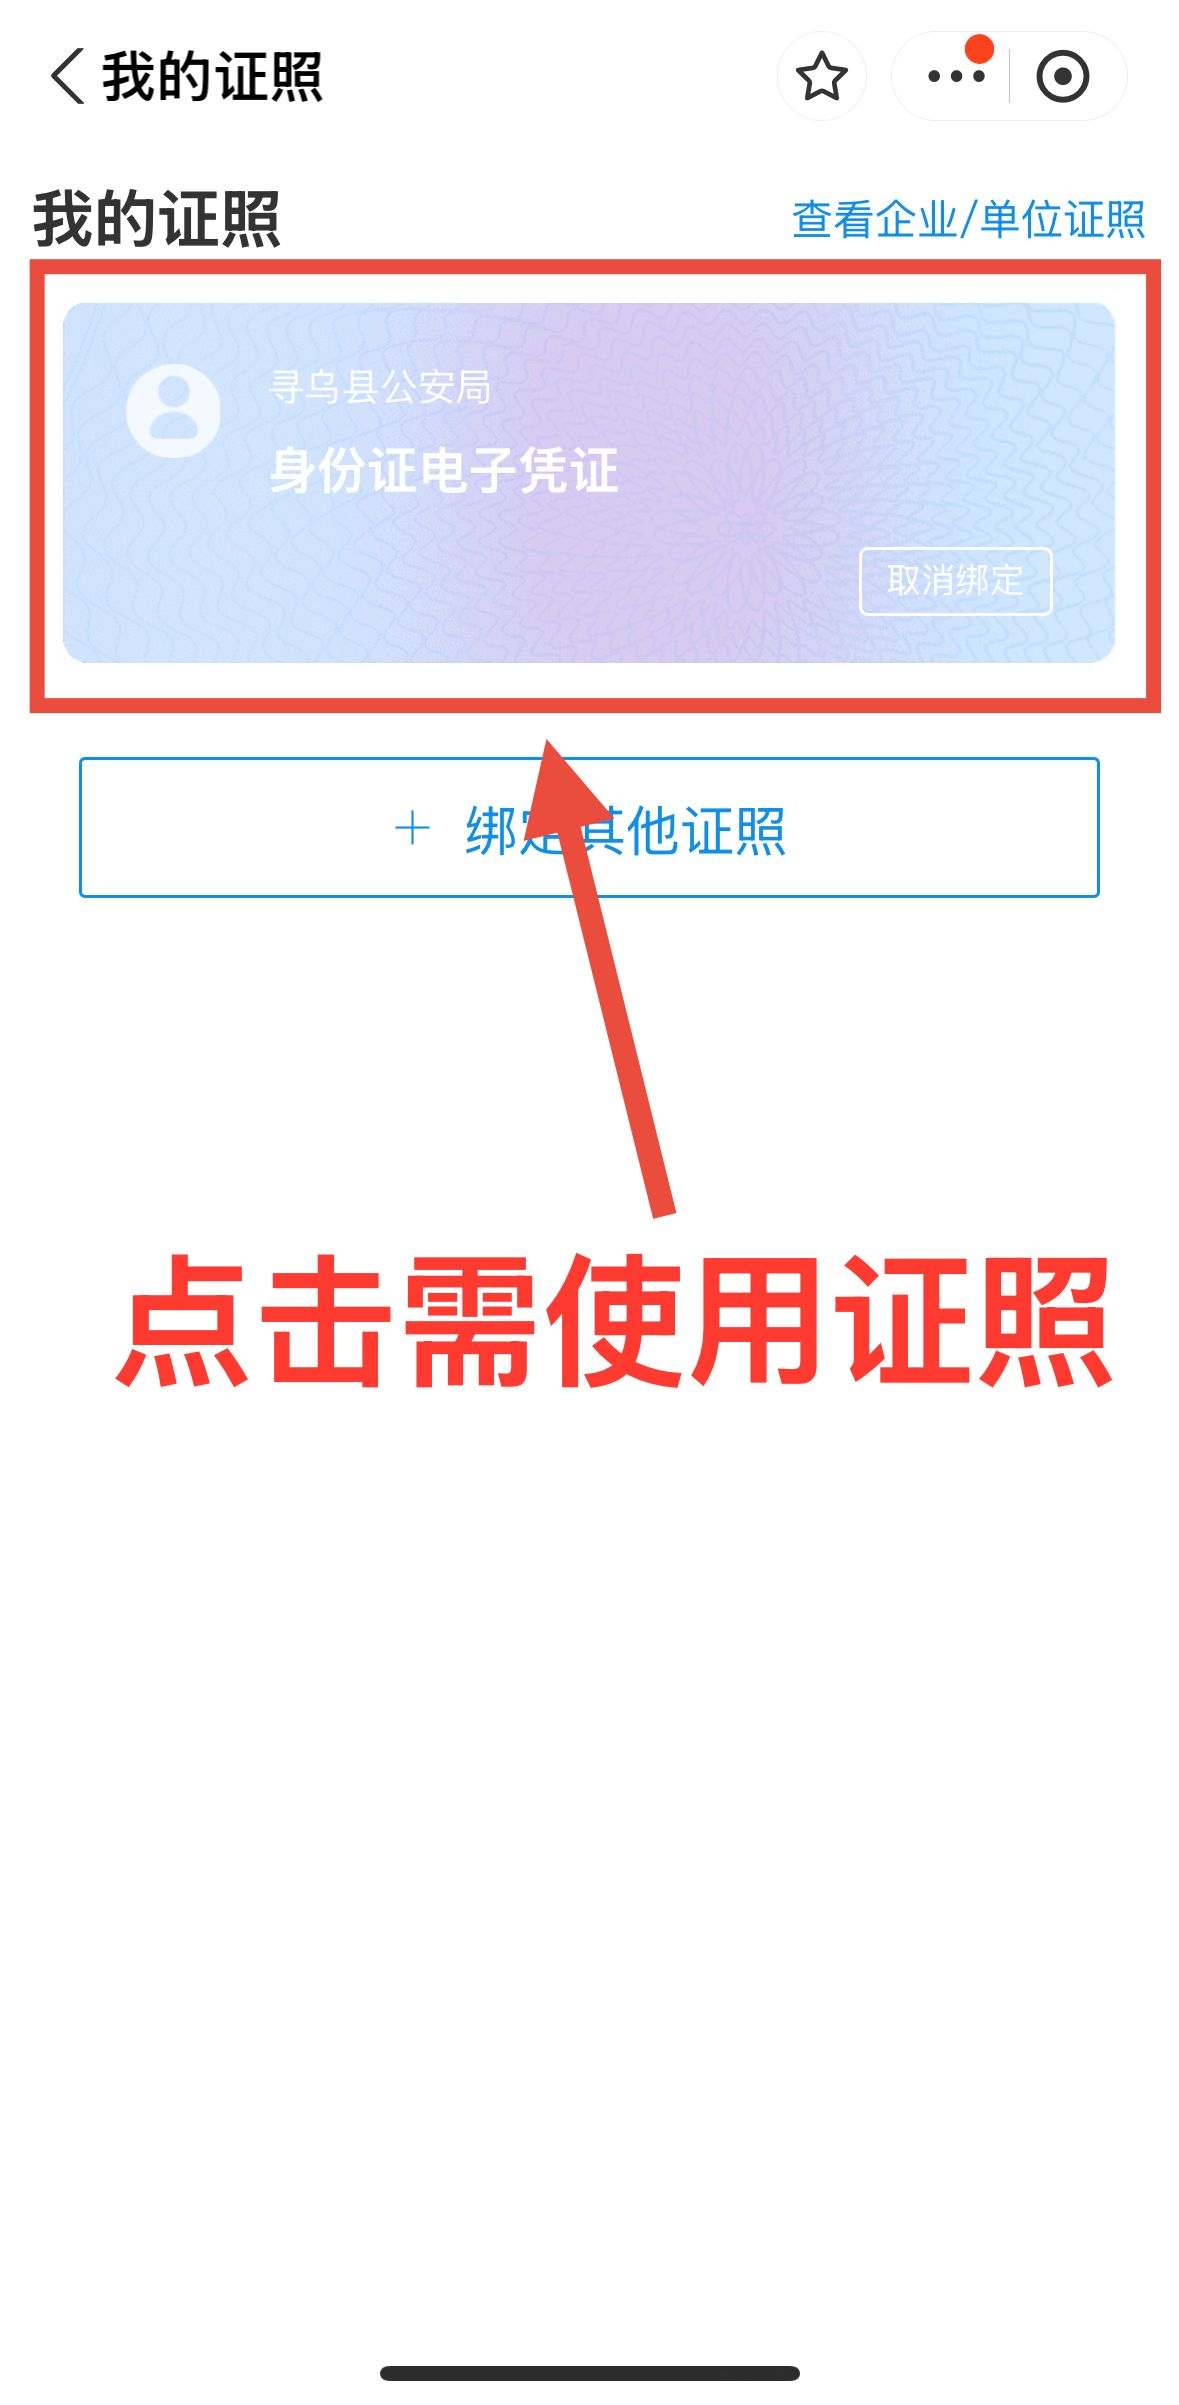 我的证照
我的证照
查看企业/单位证照
寻乌县公安局
身份证电子凭证
取消绑定
绑定其他证照
点击需使用证照